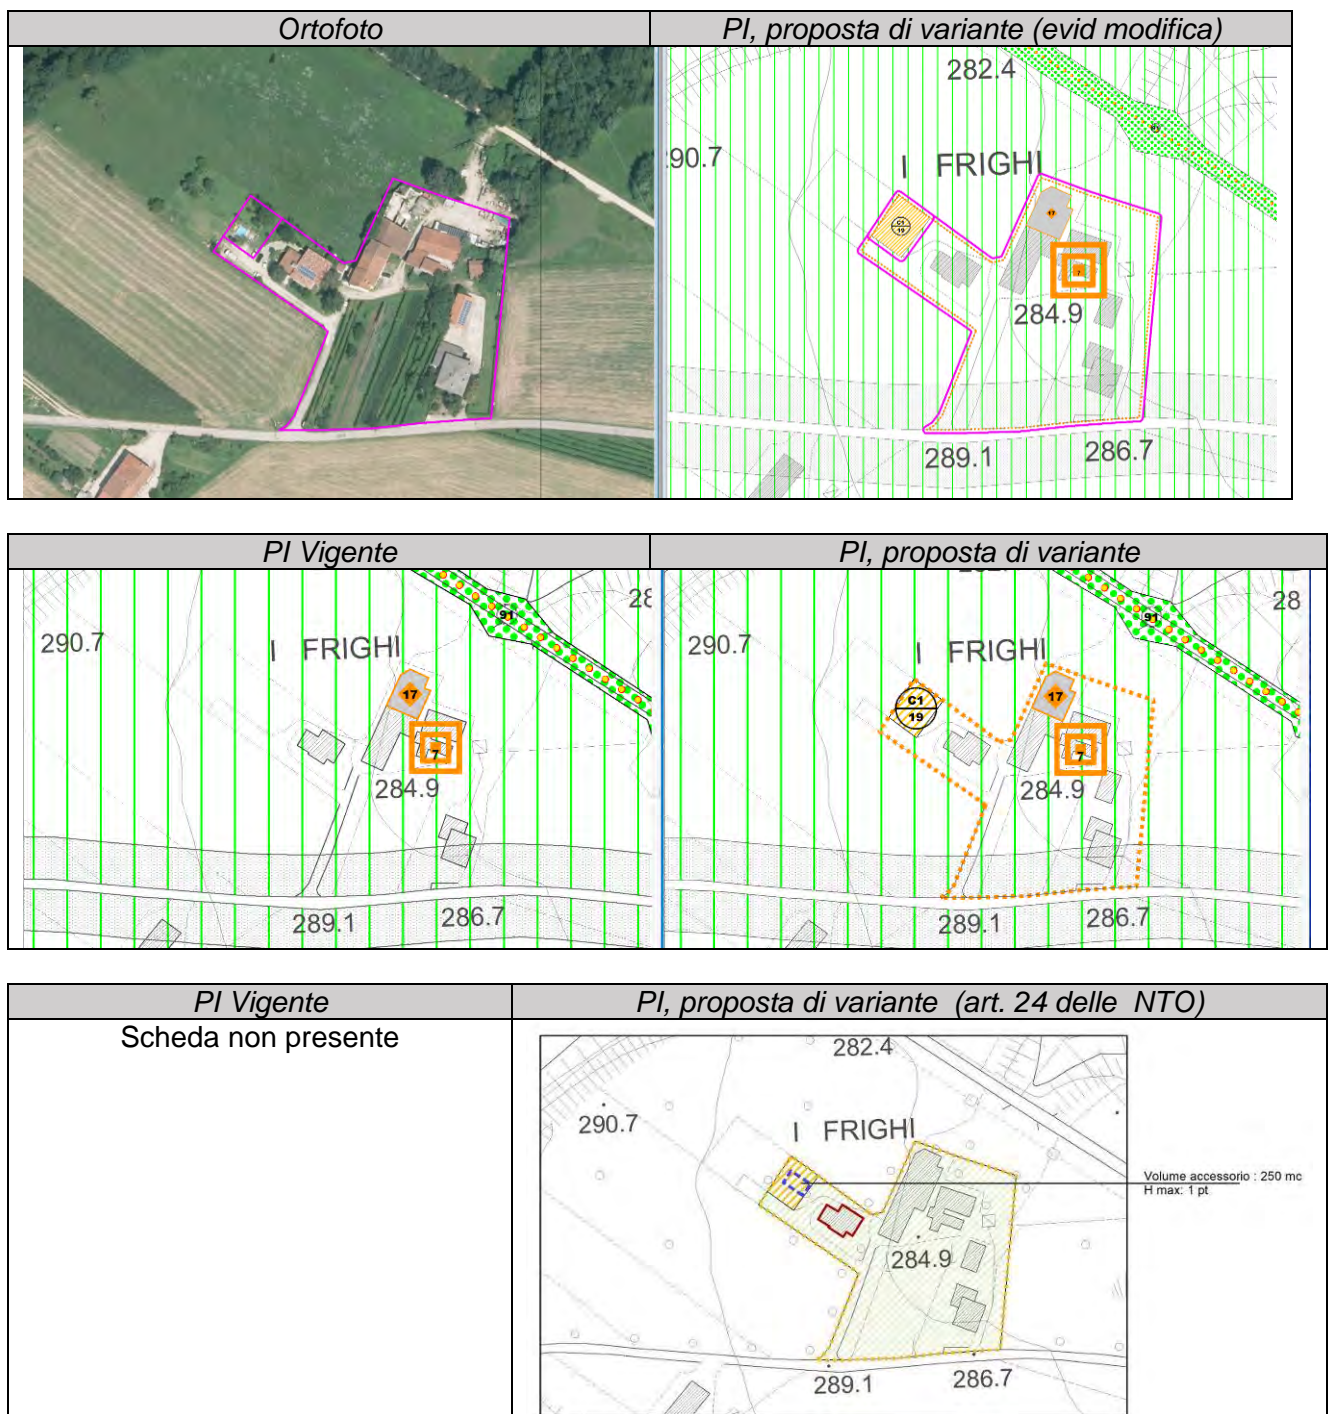 Ortofoto
PI, proposta di variante (evid modifica)
282.4
90.7
I FRIGHI
C1
19
17
7
284.9
289.1
286.7
PI Vigente
PI, proposta di variante
91
28
290.7
I FRIGHI
17
7
284.9
289.1
286.7
91
28
290.7
I FRIGHI
C1
19
17
7
284.9
289.1
286.7
PI Vigente
PI, proposta di variante (art. 24 delle NTO)
Scheda non presente
282.4
290.7
I FRIGHI
Volume accessorio : 250 mc
H max: 1 pt
284.9
289.1
286.7